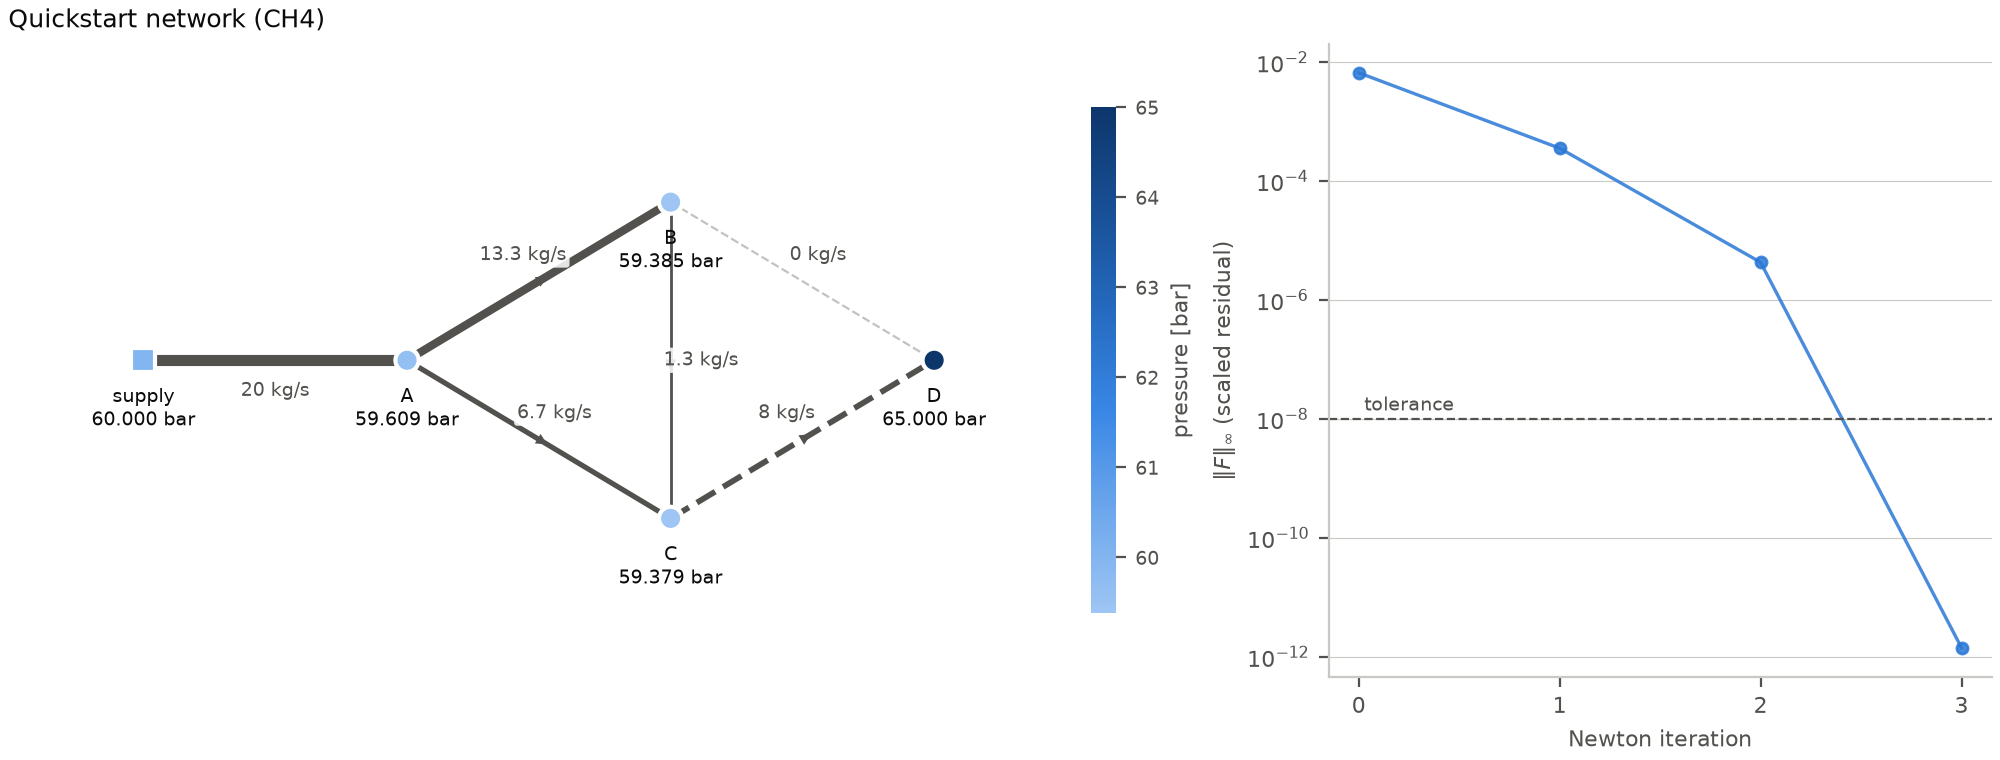 Quickstart network (CH4)
13.3 kg/s
B
59.385 bar
0 kg/s
20 kg/s
1.3 kg/s
supply
60.000 bar
A
59.609 bar
6.7 kg/s
8 kg/s
D
65.000 bar
C
59.379 bar
65
64
63
62
61
60
pressure [bar]
10⁻²
10⁻⁴
10⁻⁶
10⁻⁸
10⁻¹⁰
10⁻¹²
‖F‖∞ (scaled residual)
tolerance
0 1 2 3
Newton iteration